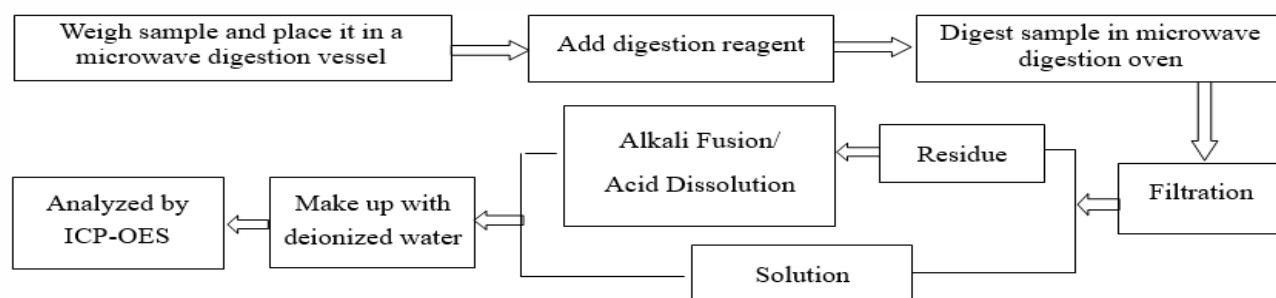 Weigh sample and place it in a
microwave digestion vessel
Add digestion reagent
Digest sample in microwave
digestion oven
Filtration
Residue
Alkali Fusion/
Acid Dissolution
Solution
Make up with
deionized water
Analyzed by
ICP-OES